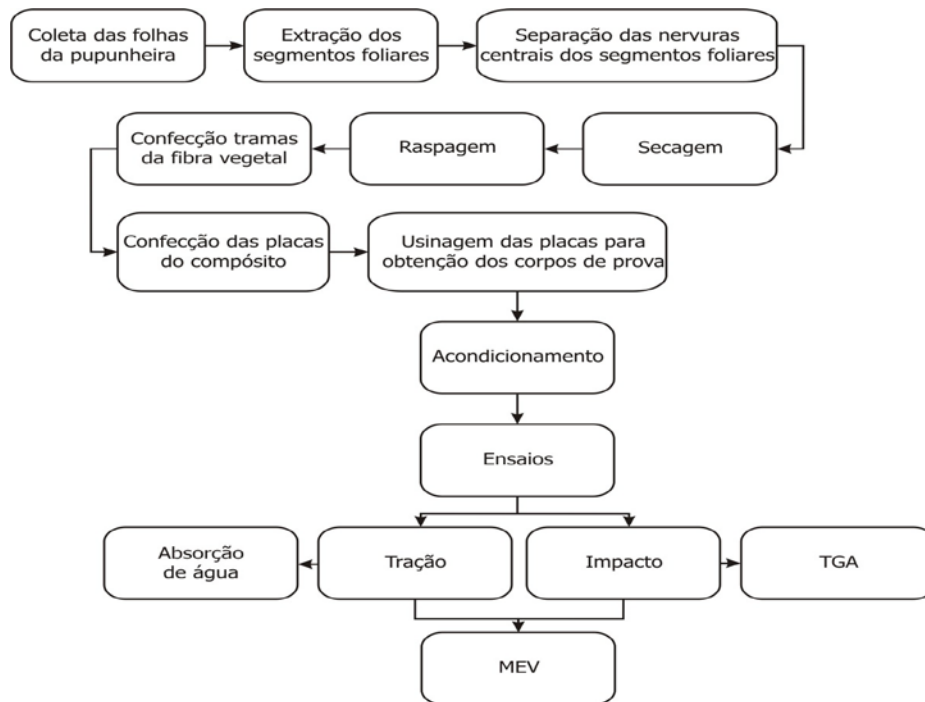 Coleta das folhas
da pupunheira
Extração dos
segmentos foliares
Separação das nervuras
centrais dos segmentos foliares
Confecção tramas
da fibra vegetal
Raspagem
Secagem
Confecção das placas
do compósito
Usinagem das placas para
obtenção dos corpos de prova
Acondicionamento
Ensaios
Absorção
de água
Tração
Impacto
TGA
MEV